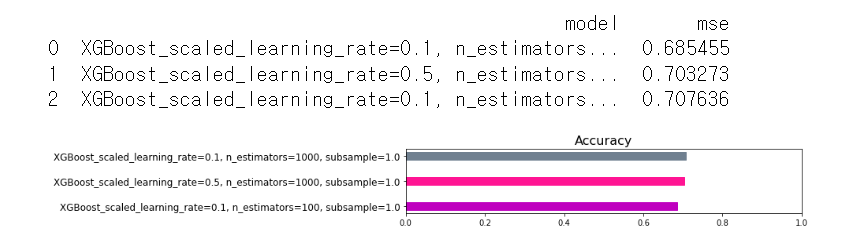 model mse
0 XGBoost_scaled_learning_rate=0.1, n_estimators... 0.685455
1 XGBoost_scaled_learning_rate=0.5, n_estimators... 0.703273
2 XGBoost_scaled_learning_rate=0.1, n_estimators... 0.707636
Accuracy
XGBoost_scaled_learning_rate=0.1, n_estimators=1000, subsample=1.0
XGBoost_scaled_learning_rate=0.5, n_estimators=1000, subsample=1.0
XGBoost_scaled_learning_rate=0.1, n_estimators=100, subsample=1.0
0.0 0.2 0.4 0.6 0.8 1.0